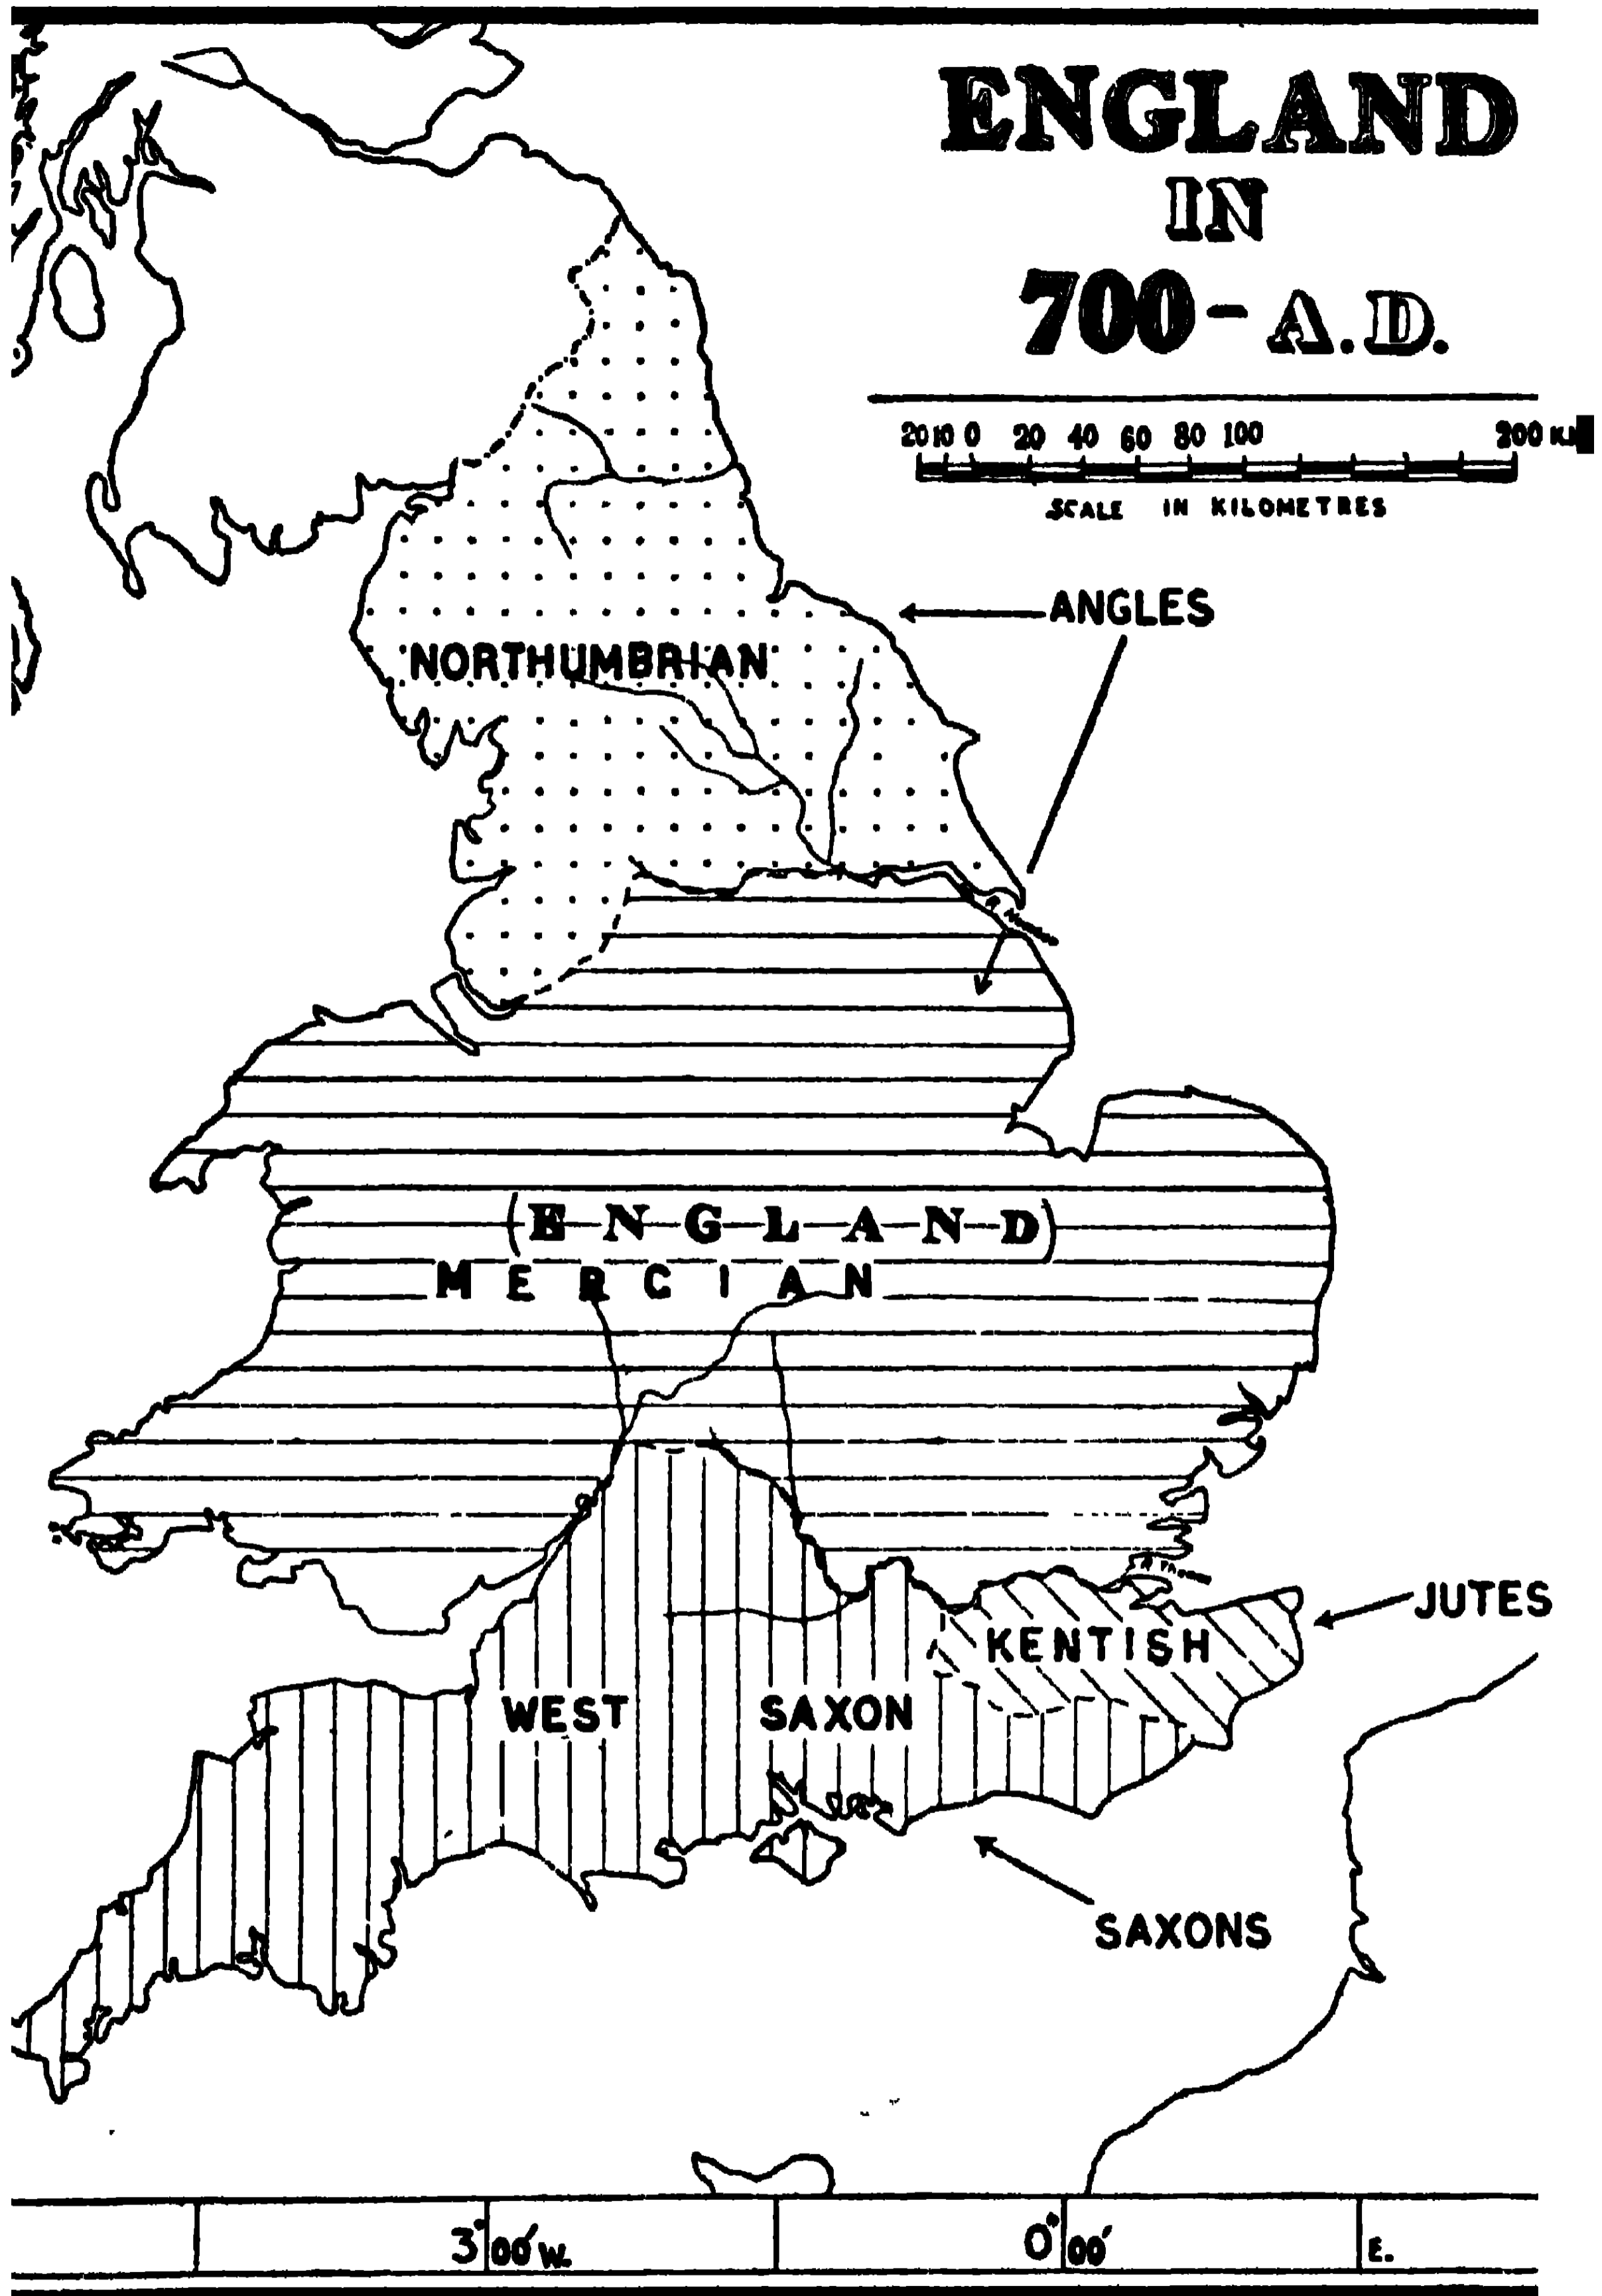 ENGLAND
IN
700-A.D.
20 10 0 20 40 60 80 100 200 KM
SCALE IN KILOMETRES
ANGLES
NORTHUMBRIAN
(ENGLAND)
MERCIAN
JUTES
KENTISH
WEST SAXON
SAXONS
3°00′W. 0°00′ E.